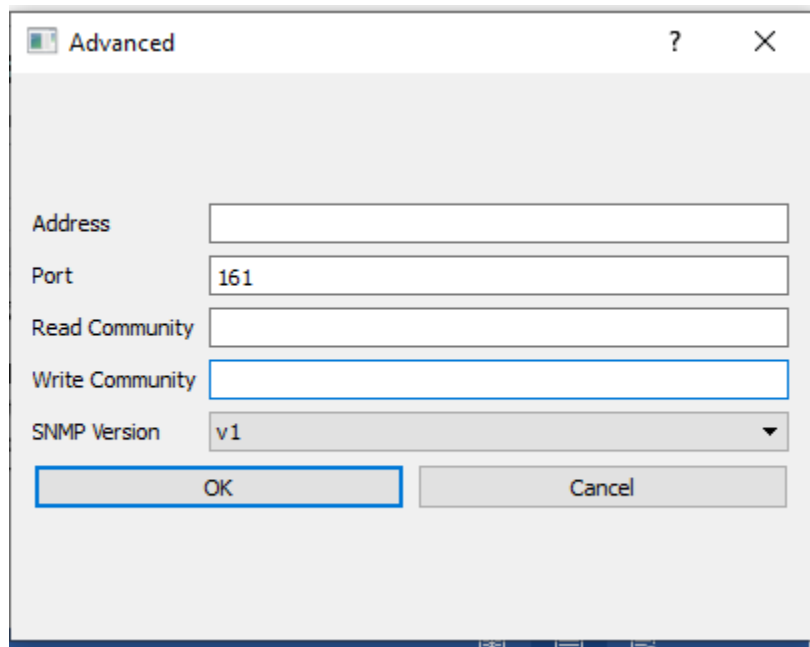 Advanced
?
Address
Port 161
Read Community
Write Community
SNMP Version v1
OK Cancel